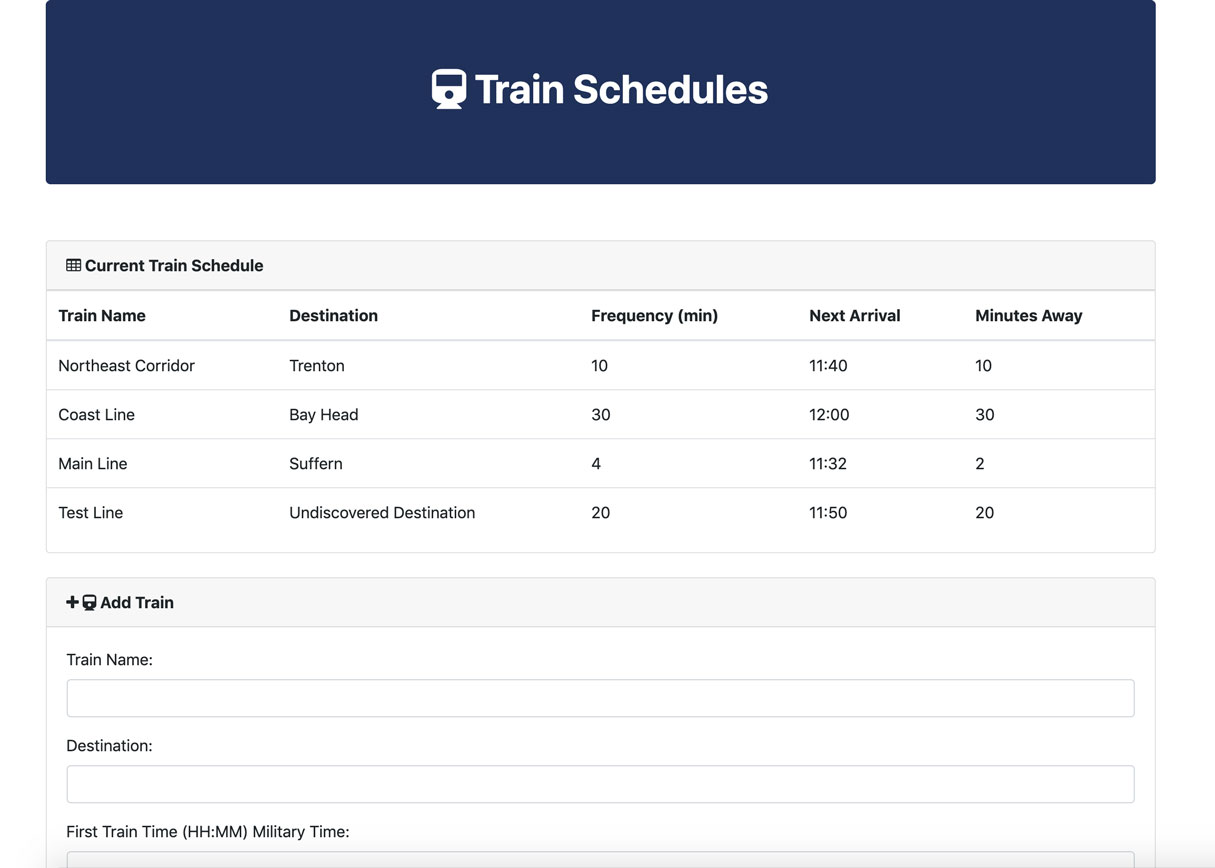 Train Schedules
Current Train Schedule
Train Name Destination Frequency (min) Next Arrival Minutes Away
Northeast Corridor Trenton 10 11:40 10
Coast Line Bay Head 30 12:00 30
Main Line Suffern 4 11:32 2
Test Line Undiscovered Destination 20 11:50 20
Add Train
Train Name:
Destination:
First Train Time (HH:MM) Military Time: